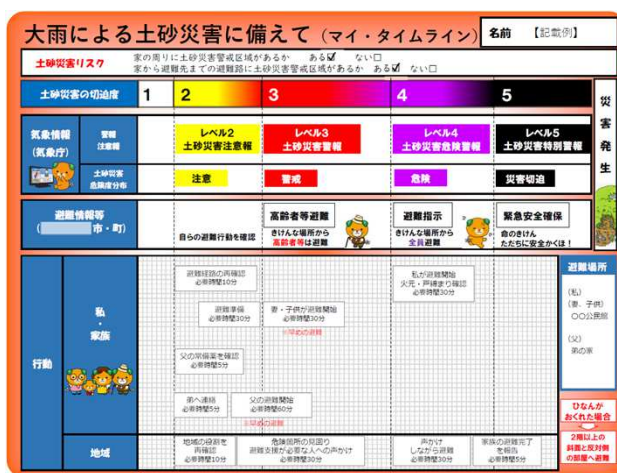 大雨による土砂災害に備えて（マイ・タイムライン）
名前 【記載例】
土砂災害リスク
家の周りに土砂災害警戒区域があるか ある☑ ない□
家から避難先までの避難路に土砂災害警戒区域があるか ある☑ ない□
土砂災害の切迫度 1 2 3 4 5
災害発生
気象情報
（気象庁）
警報
注意報
レベル2
土砂災害注意報
レベル3
土砂災害警報
レベル4
土砂災害危険警報
レベル5
土砂災害特別警報
土砂災害
危険度分布
注意 警戒 危険 災害切迫
避難情報等
（ 市・町）
自らの避難行動を確認
高齢者等避難
きけんな場所から
高齢者等は避難
避難指示
きけんな場所から
全員避難
緊急安全確保
命のきけん
ただちに安全かくほ！
行動
私
・
家族
避難経路の再確認
必要時間10分
避難準備
必要時間30分
妻・子供が避難開始
必要時間30分
※早めの避難
私が避難開始
火元・戸締まり確認
必要時間30分
父の常備薬を確認
必要時間5分
弟へ連絡
必要時間5分
父の避難開始
必要時間60分
※早めの避難
地域
地域の役割を
再確認
必要時間10分
危険箇所の見回り
避難支援が必要な人への声かけ
必要時間30分
声かけ
しながら避難
必要時間30分
家族の避難完了
を報告
必要時間5分
避難場所
（私）
（妻、子供）
〇〇公民館
（父）
弟の家
ひなんが
おくれた場合
2階以上の
斜面と反対側
の部屋へ避難